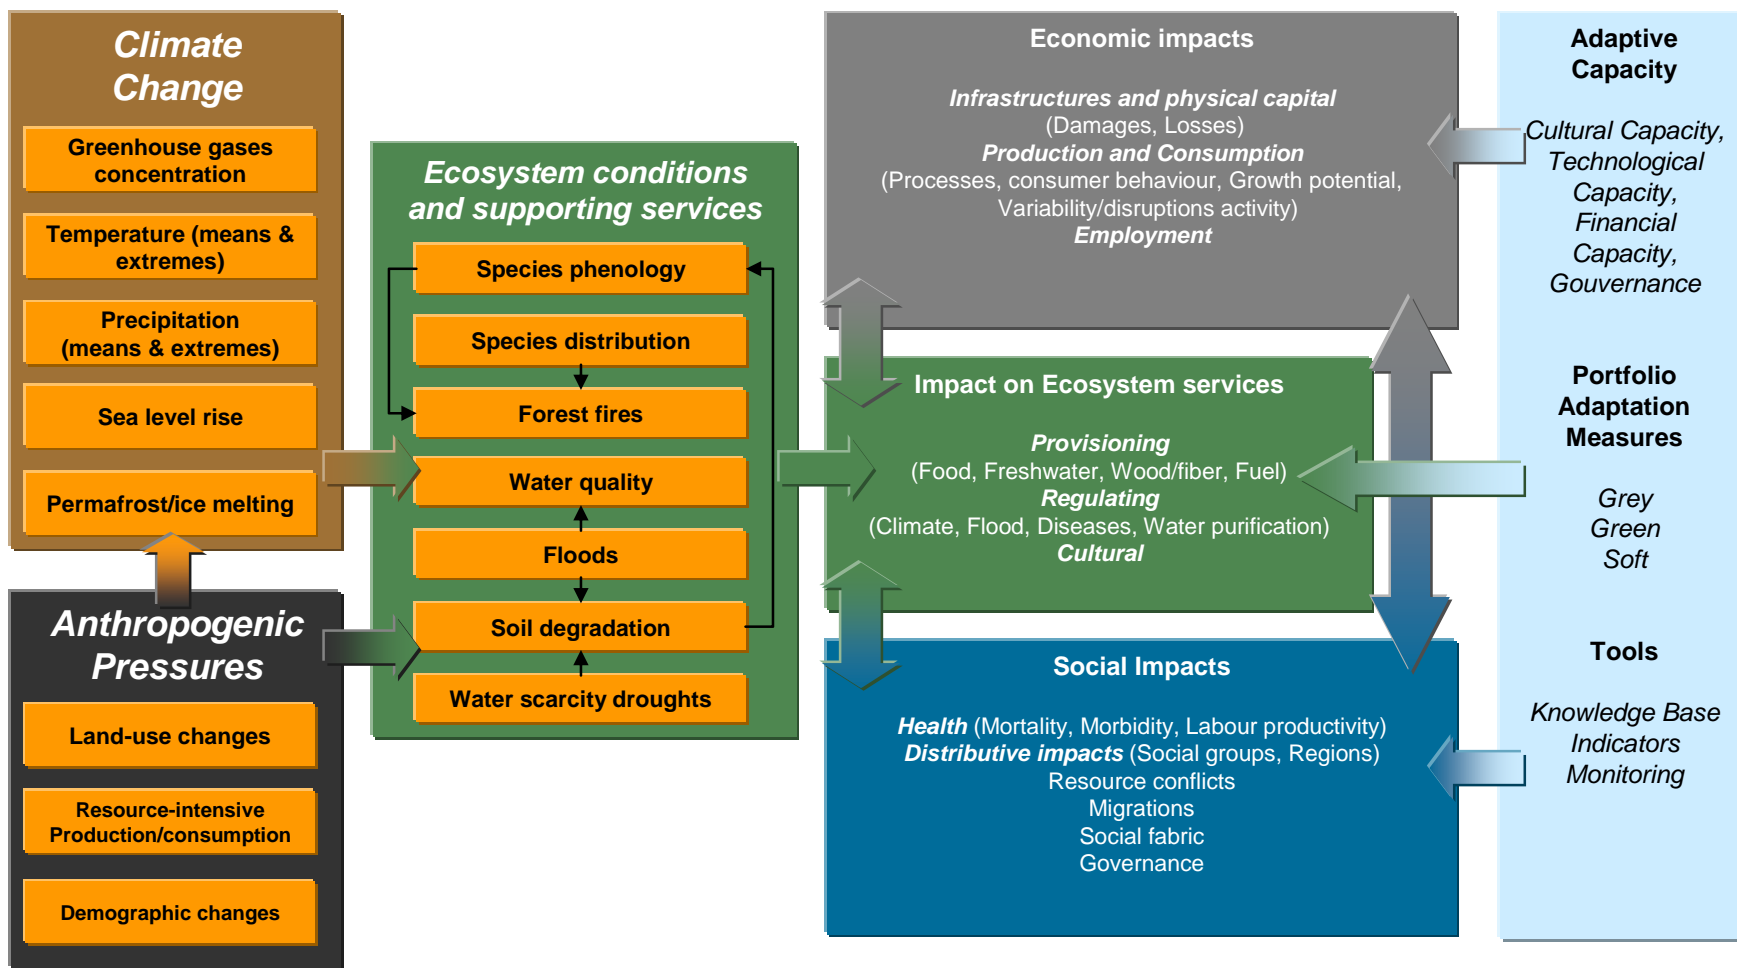 Climate
Change
Greenhouse gases
concentration
Temperature (means &
extremes)
Precipitation
(means & extremes)
Sea level rise
Permafrost/ice melting
Anthropogenic
Pressures
Land-use changes
Resource-intensive
Production/consumption
Demographic changes
Ecosystem conditions
and supporting services
Species phenology
Species distribution
Forest fires
Water quality
Floods
Soil degradation
Water scarcity droughts
Economic impacts
Infrastructures and physical capital
(Damages, Losses)
Production and Consumption
(Processes, consumer behaviour, Growth potential,
Variability/disruptions activity)
Employment
Impact on Ecosystem services
Provisioning
(Food, Freshwater, Wood/fiber, Fuel)
Regulating
(Climate, Flood, Diseases, Water purification)
Cultural
Social Impacts
Health (Mortality, Morbidity, Labour productivity)
Distributive impacts (Social groups, Regions)
Resource conflicts
Migrations
Social fabric
Governance
Adaptive
Capacity
Cultural Capacity,
Technological
Capacity,
Financial
Capacity,
Gouvernance
Portfolio
Adaptation
Measures
Grey
Green
Soft
Tools
Knowledge Base
Indicators
Monitoring